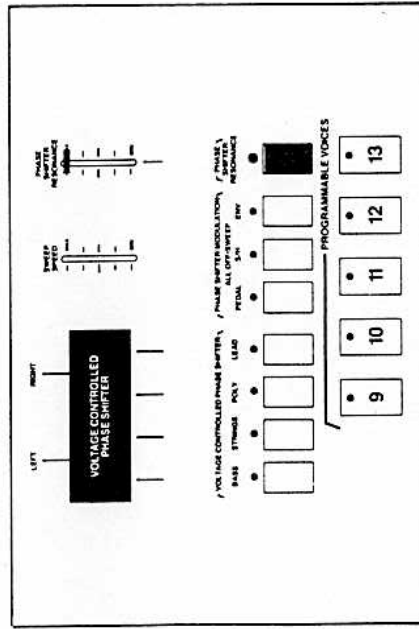 LEFT RIGHT
VOLTAGE CONTROLLED
PHASE SHIFTER
SWEEP
SPEED
PHASE
SHIFTER
RESONANCE
VOLTAGE CONTROLLED PHASE SHIFTER
BASS STRINGS POLY LEAD
PHASE SHIFTER MODULATION
ALL OFF-SWEEP
PEDAL S/H ENV
PHASE
SHIFTER
RESONANCE
PROGRAMMABLE VOICES
9 10 11 12 13